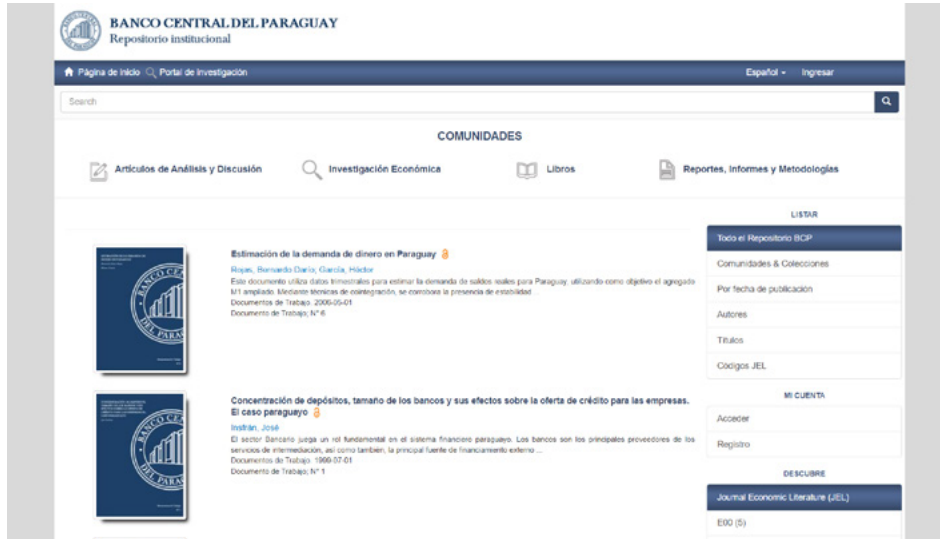 BANCO CENTRAL DEL PARAGUAY
Repositorio institucional
Página de inicio Portal de investigación
Español Ingresar
Search
COMUNIDADES
Artículos de Análisis y Discusión
Investigación Económica
Libros
Reportes, Informes y Metodologías
Estimación de la demanda de dinero en Paraguay
Rojas, Bernardo Darío; García, Héctor
Este documento utiliza datos trimestrales para estimar la demanda de saldos reales para Paraguay, utilizando como objetivo el agregado
M1 ampliado. Mediante técnicas de cointegración, se corrobora la presencia de estabilidad ...
Documentos de Trabajo. 2006-05-01
Documento de Trabajo; N° 6
Concentración de depósitos, tamaño de los bancos y sus efectos sobre la oferta de crédito para las empresas.
El caso paraguayo
Insfrán, José
El sector Bancario juega un rol fundamental en el sistema financiero paraguayo. Los bancos son los principales proveedores de los
servicios de intermediación, así como también, la principal fuente de financiamiento externo ...
Documentos de Trabajo. 1999-07-01
Documento de Trabajo; N° 1
LISTAR
Todo el Repositorio BCP
Comunidades & Colecciones
Por fecha de publicación
Autores
Títulos
Códigos JEL
MI CUENTA
Acceder
Registro
DESCUBRE
Journal Economic Literature (JEL)
E00 (5)